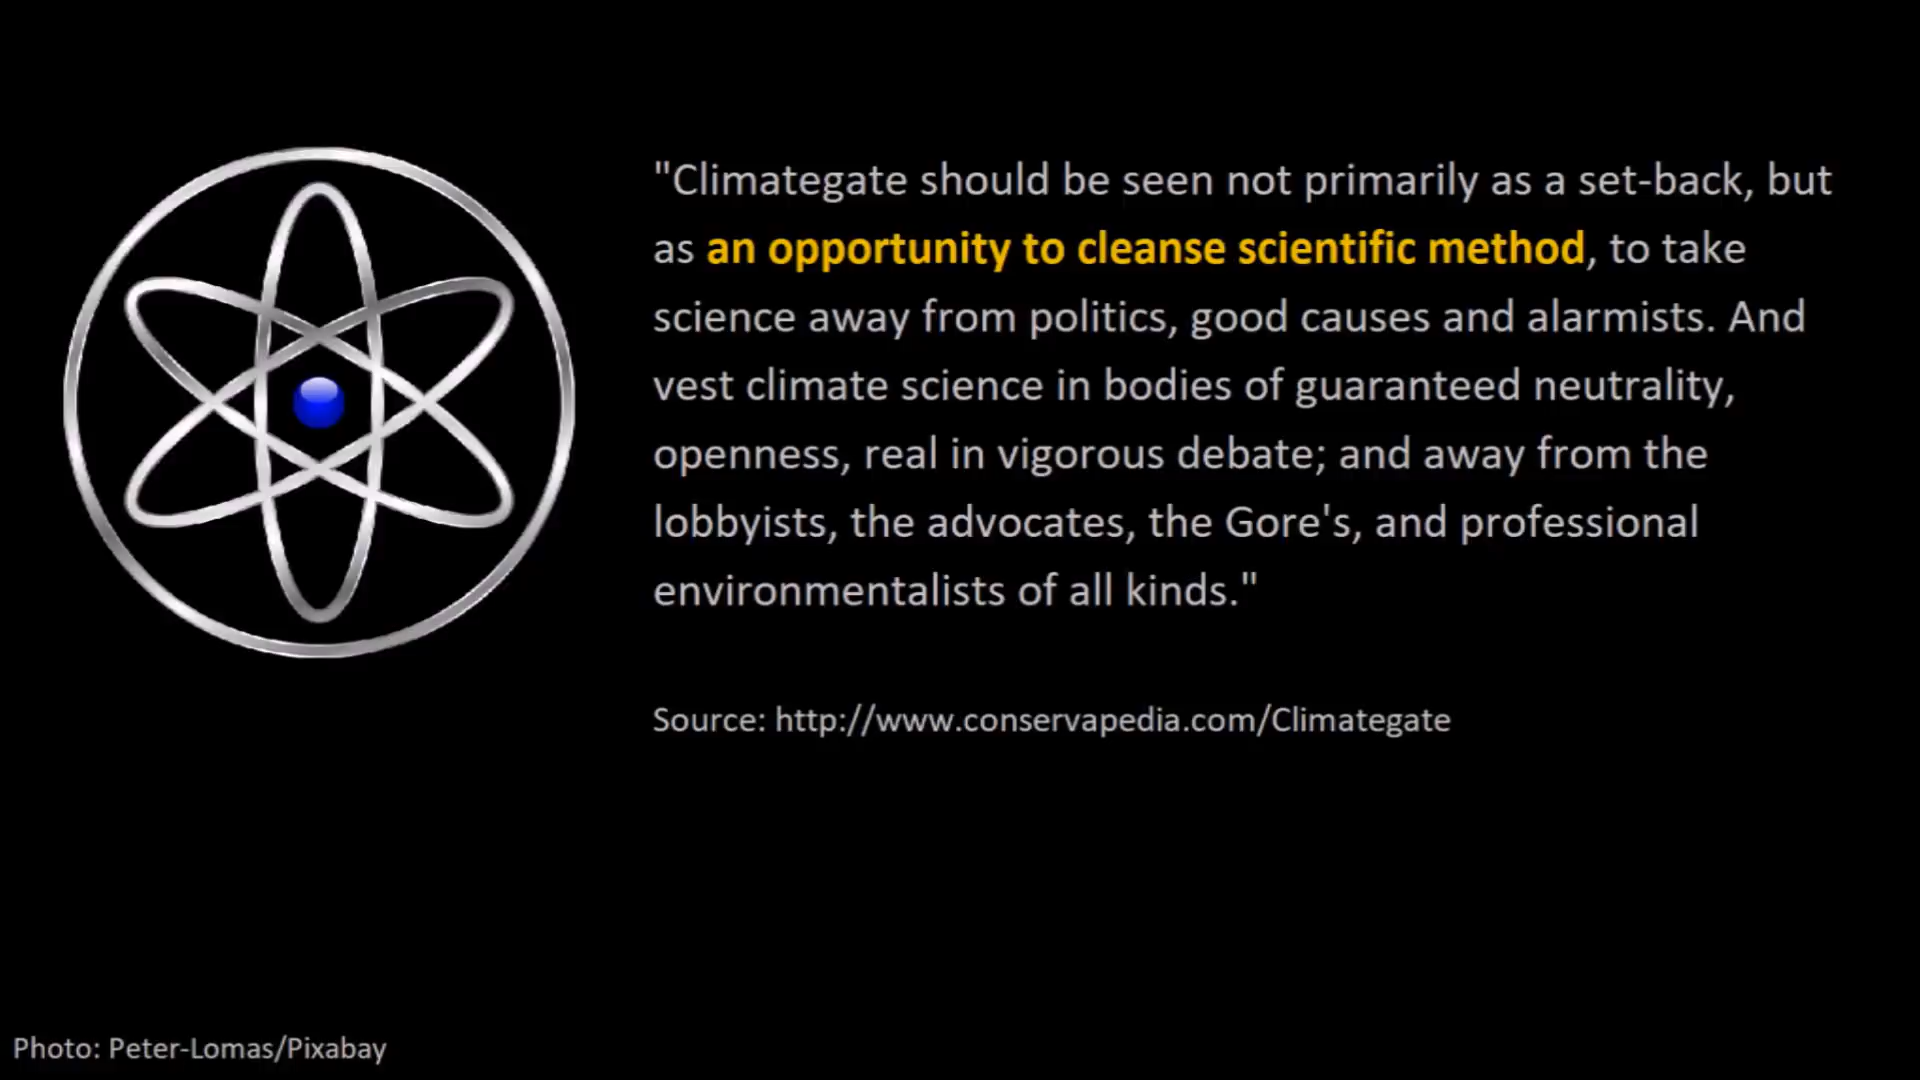 "Climategate should be seen not primarily as a set-back, but
as an opportunity to cleanse scientific method, to take
science away from politics, good causes and alarmists. And
vest climate science in bodies of guaranteed neutrality,
openness, real in vigorous debate; and away from the
lobbyists, the advocates, the Gore's, and professional
environmentalists of all kinds."
Source: http://www.conservapedia.com/Climategate
Photo: Peter-Lomas/Pixabay